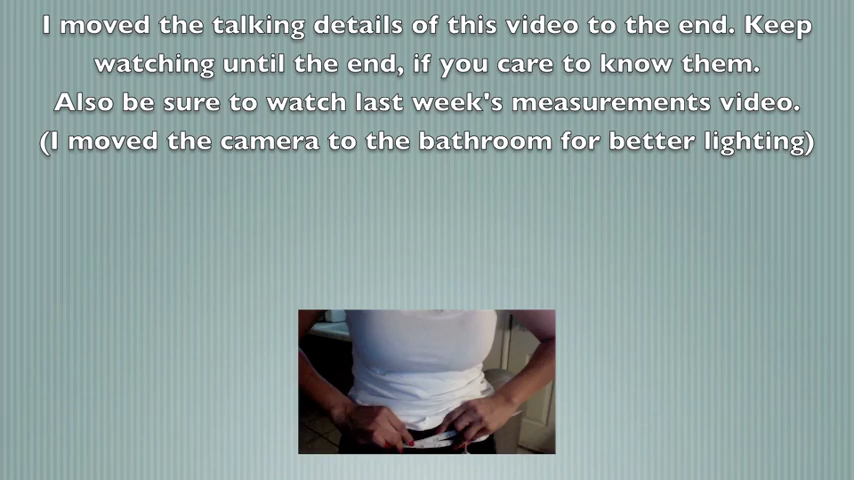 I moved the talking details of this video to the end. Keep
watching until the end, if you care to know them.
Also be sure to watch last week's measurements video.
(I moved the camera to the bathroom for better lighting)